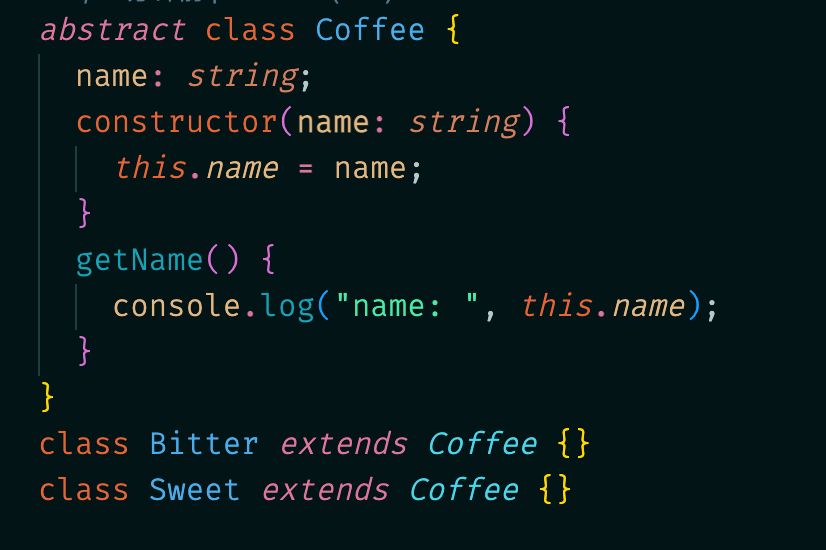 abstract class Coffee {
name: string;
constructor(name: string) {
this.name = name;
}
getName() {
console.log("name: ", this.name);
}
}
class Bitter extends Coffee {}
class Sweet extends Coffee {}